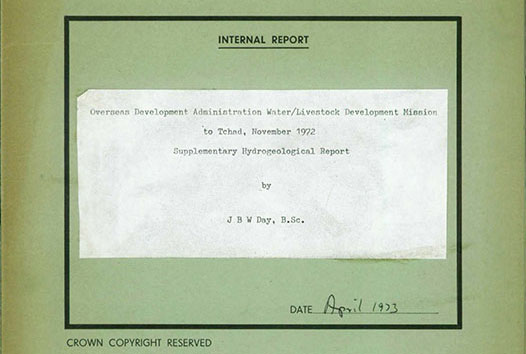 INTERNAL REPORT
Overseas Development Administration Water/Livestock Development Mission
to Tchad, November 1972
Supplementary Hydrogeological Report
by
J B W Day, B.Sc.
DATE April 1973
CROWN COPYRIGHT RESERVED